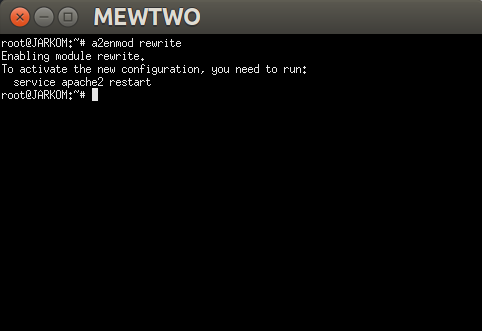 MEWTWO
root@JARKOM:~# a2enmod rewrite
Enabling module rewrite.
To activate the new configuration, you need to run:
  service apache2 restart
root@JARKOM:~#